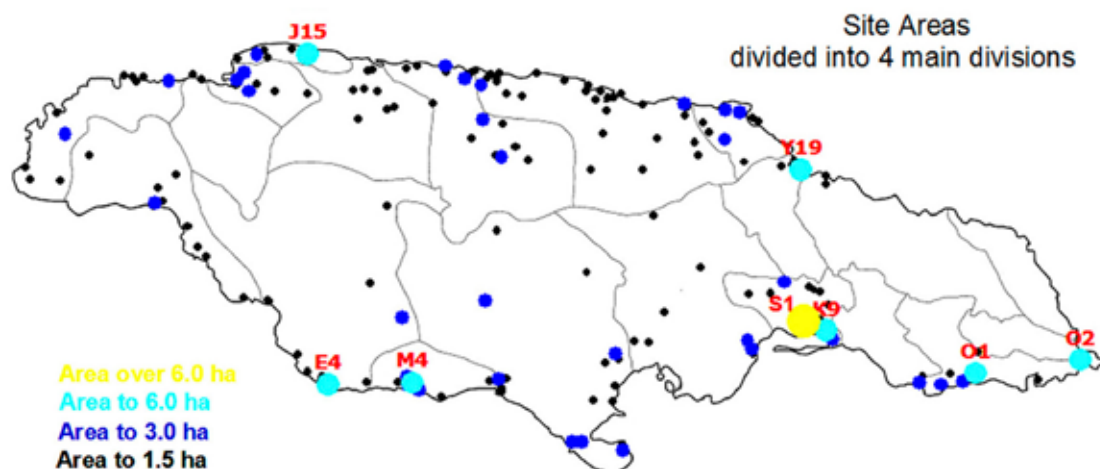 J15
Site Areas
divided into 4 main divisions
Y19
S1
K9
E4
M4
O1
O2
Area over 6.0 ha
Area to 6.0 ha
Area to 3.0 ha
Area to 1.5 ha